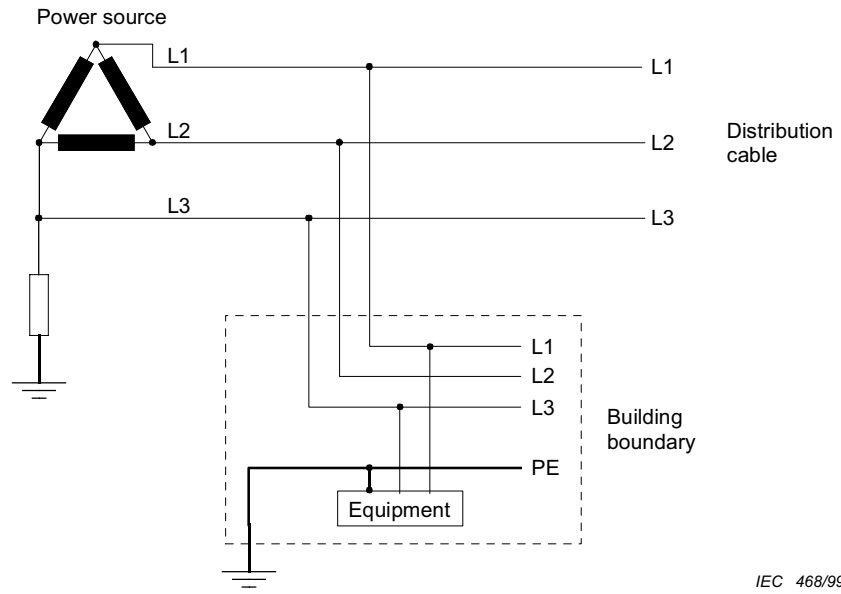 Power source
L1
L1
L2
L2
Distribution
cable
L3
L3
L1
L2
L3
Building
boundary
PE
Equipment
IEC 468/99